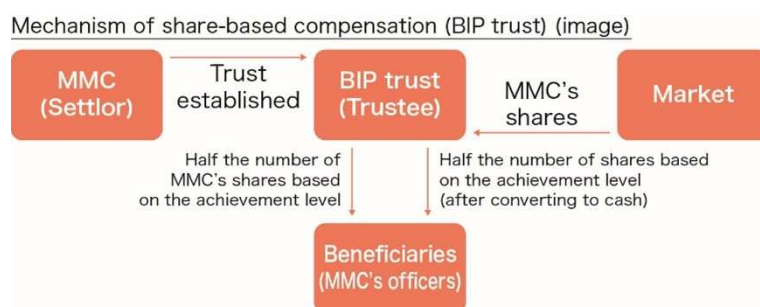 Mechanism of share-based compensation (BIP trust) (image)
MMC
(Settlor)
Trust
established
BIP trust
(Trustee)
MMC's
shares
Market
Half the number of
MMC's shares based
on the achievement level
Half the number of shares based
on the achievement level
(after converting to cash)
Beneficiaries
(MMC's officers)